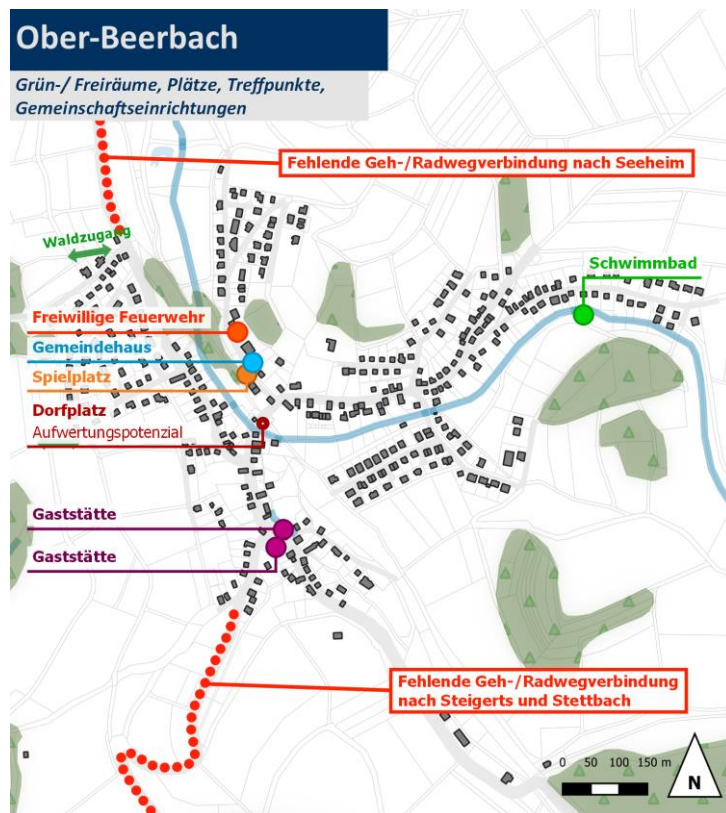 Ober-Beerbach
Grün-/ Freiräume, Plätze, Treffpunkte,
Gemeinschaftseinrichtungen
Fehlende Geh-/Radwegverbindung nach Seeheim
Waldzugang
Schwimmbad
Freiwillige Feuerwehr
Gemeindehaus
Spielplatz
Dorfplatz
Aufwertungspotenzial
Gaststätte
Gaststätte
Fehlende Geh-/Radwegverbindung
nach Steigerts und Stettbach
0 50 100 150 m
N